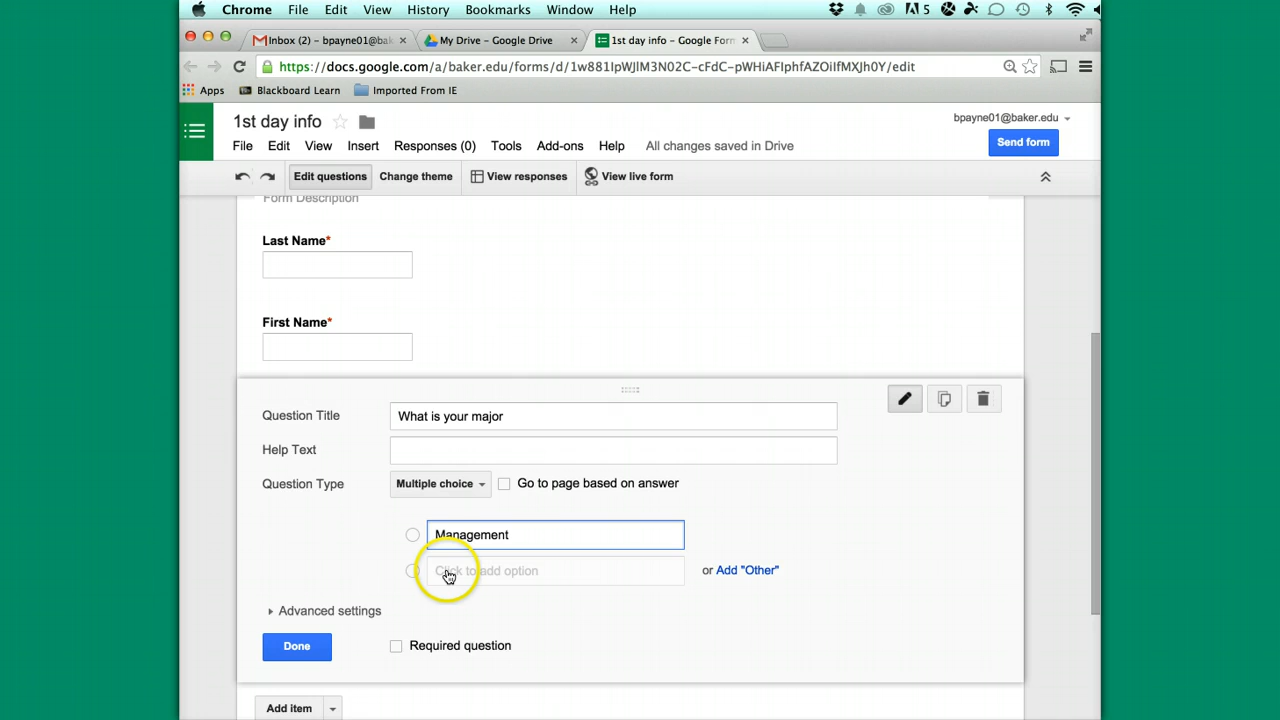 Chrome File Edit View History Bookmarks Window Help 5
Inbox (2) - bpayne01@bak
My Drive - Google Drive
1st day info - Google Form
https://docs.google.com/a/baker.edu/forms/d/1w881lpWJlM3N02C-cFdC-pWHiAFIphfAZOiIfMXJh0Y/edit
Apps Blackboard Learn Imported From IE
1st day info
bpayne01@baker.edu
File Edit View Insert Responses (0) Tools Add-ons Help All changes saved in Drive
Send form
Edit questions Change theme View responses View live form
Form Description
Last Name*
First Name*
Question Title What is your major
Help Text
Question Type Multiple choice Go to page based on answer
Management
Click to add option or Add "Other"
Advanced settings
Done Required question
Add item